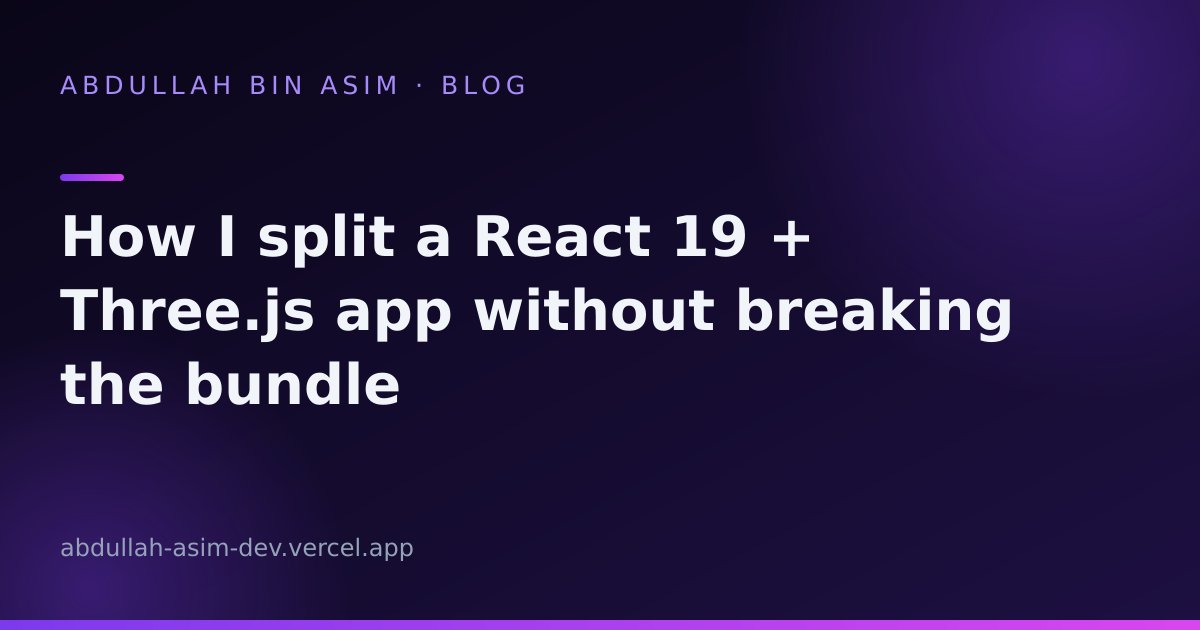 ABDULLAH BIN ASIM · BLOG
How I split a React 19 +
Three.js app without breaking
the bundle
abdullah-asim-dev.vercel.app